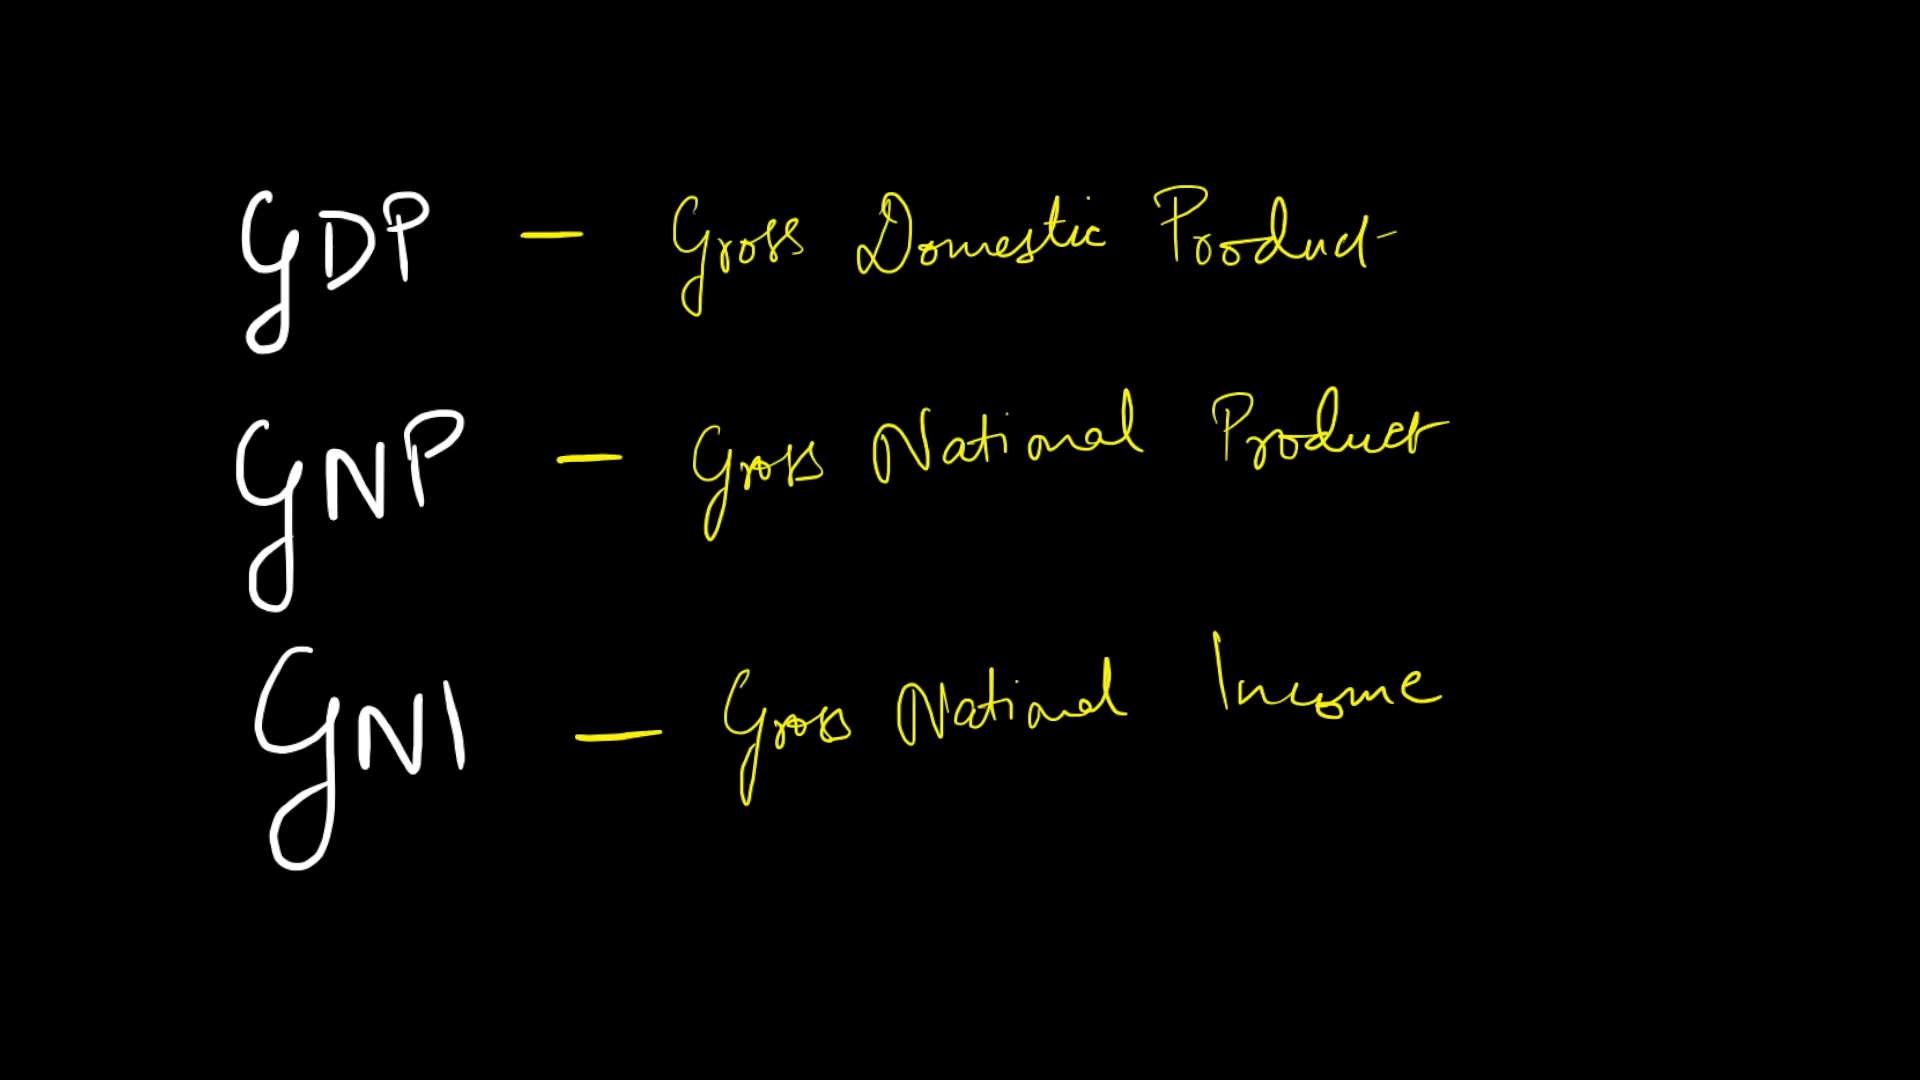 GDP - Gross Domestic Product
GNP - Gross National Product
GNI - Gross National Income